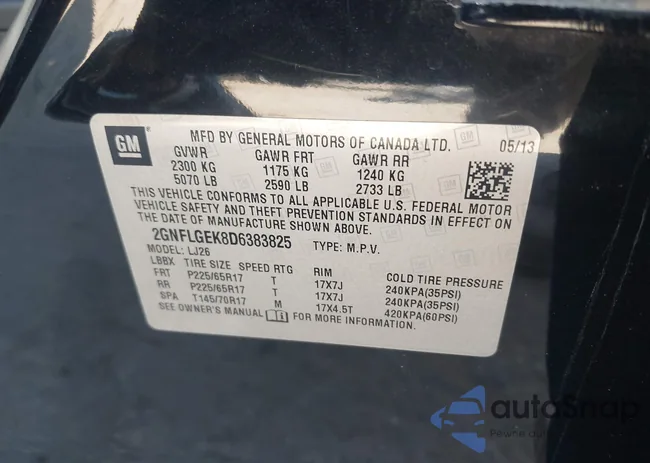 GM
MFD BY GENERAL MOTORS OF CANADA LTD.
05/13
GVWR GAWR FRT GAWR RR
2300 KG 1175 KG 1240 KG
5070 LB 2590 LB 2733 LB
THIS VEHICLE CONFORMS TO ALL APPLICABLE U.S. FEDERAL MOTOR
VEHICLE SAFETY AND THEFT PREVENTION STANDARDS IN EFFECT ON
THE DATE OF MANUFACTURE SHOWN ABOVE.
2GNFLGEK8D6383825 TYPE: M.P.V.
MODEL: LJ26
LBBX TIRE SIZE SPEED RTG RIM COLD TIRE PRESSURE
FRT P225/65R17 T 17X7J 240KPA(35PSI)
RR P225/65R17 T 17X7J 240KPA(35PSI)
SPA T145/70R17 M 17X4.5T 420KPA(60PSI)
SEE OWNER'S MANUAL FOR MORE INFORMATION.
autoSnap
Pewne auto